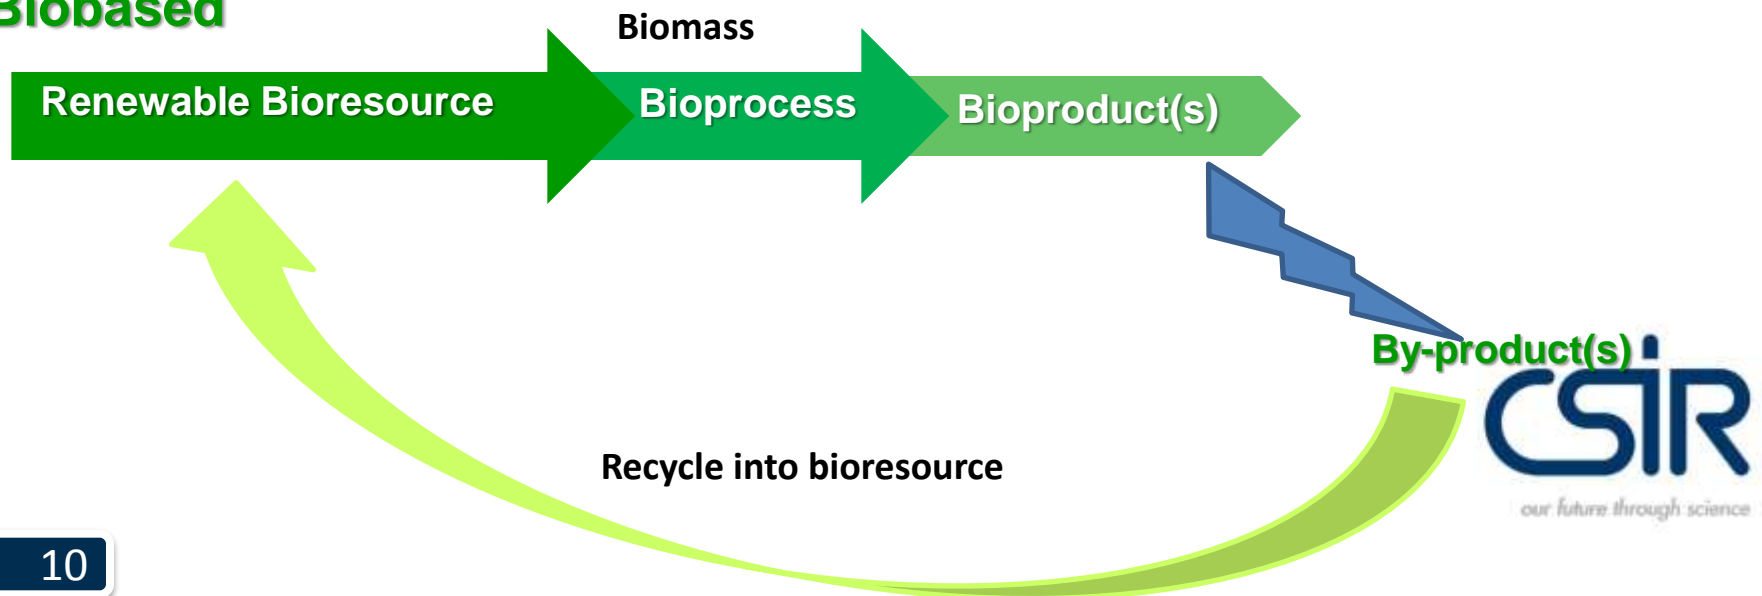 Biobased
Biomass
Renewable Bioresource
Bioprocess
Bioproduct(s)
By-product(s)
CSIR
our future through science
Recycle into bioresource
10